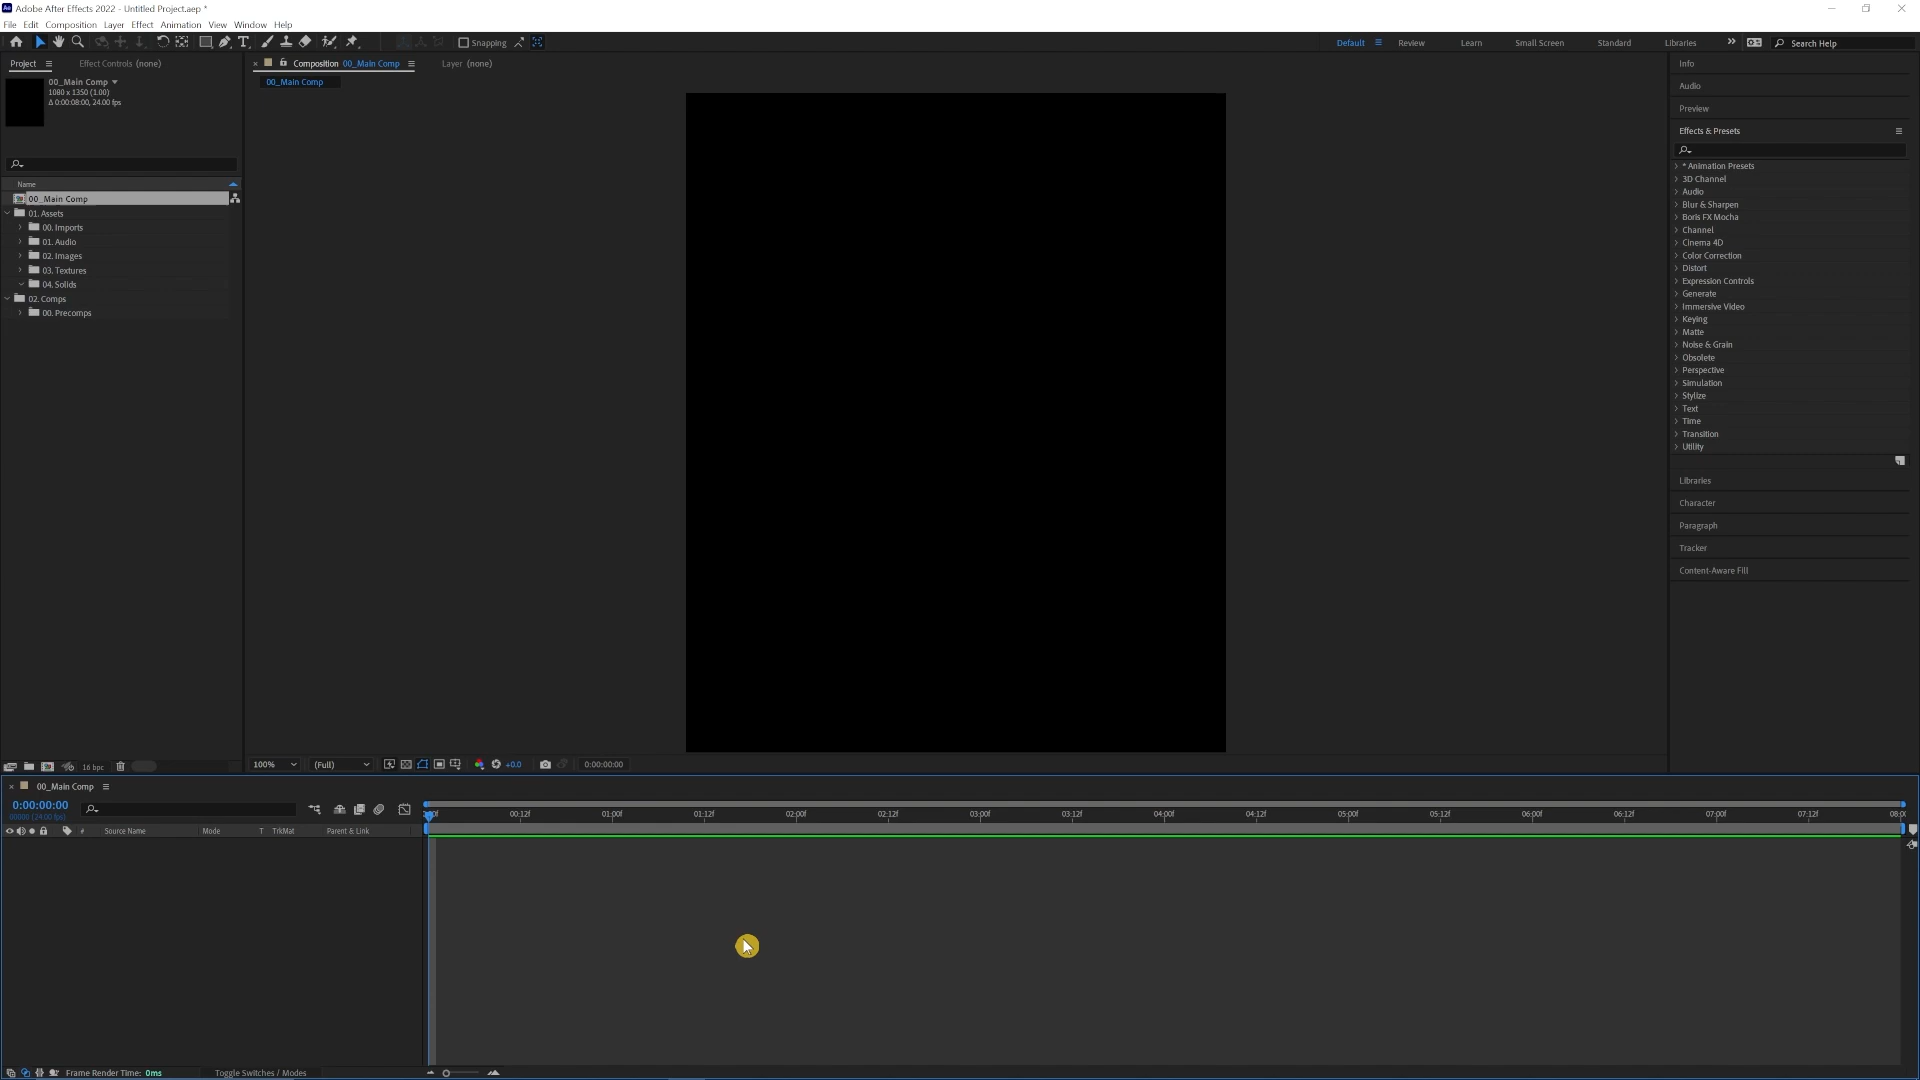 Adobe After Effects 2022 - Untitled Project.aep *
File Edit Composition Layer Effect Animation View Window Help
Snapping
Default Review Learn Small Screen Standard Libraries Search Help
Project Effect Controls (none)
00_Main Comp
1080 x 1350 (1.00)
Δ 0:00:08:00, 24.00 fps
Name
00_Main Comp
01. Assets
00. Imports
01. Audio
02. Images
03. Textures
04. Solids
02. Comps
00. Precomps
16 bpc
Composition 00_Main Comp Layer (none)
00_Main Comp
100% (Full) +0.0 0:00:00:00
Info
Audio
Preview
Effects & Presets
* Animation Presets
3D Channel
Audio
Blur & Sharpen
Boris FX Mocha
Channel
Cinema 4D
Color Correction
Distort
Expression Controls
Generate
Immersive Video
Keying
Matte
Noise & Grain
Obsolete
Perspective
Simulation
Stylize
Text
Time
Transition
Utility
Libraries
Character
Paragraph
Tracker
Content-Aware Fill
00_Main Comp
0:00:00:00
00000 (24.00 fps)
# Source Name Mode T TrkMat Parent & Link
00:12f 01:00f 01:12f 02:00f 02:12f 03:00f 03:12f 04:00f 04:12f 05:00f 05:12f 06:00f 06:12f 07:00f 07:12f
Frame Render Time: 0ms Toggle Switches / Modes